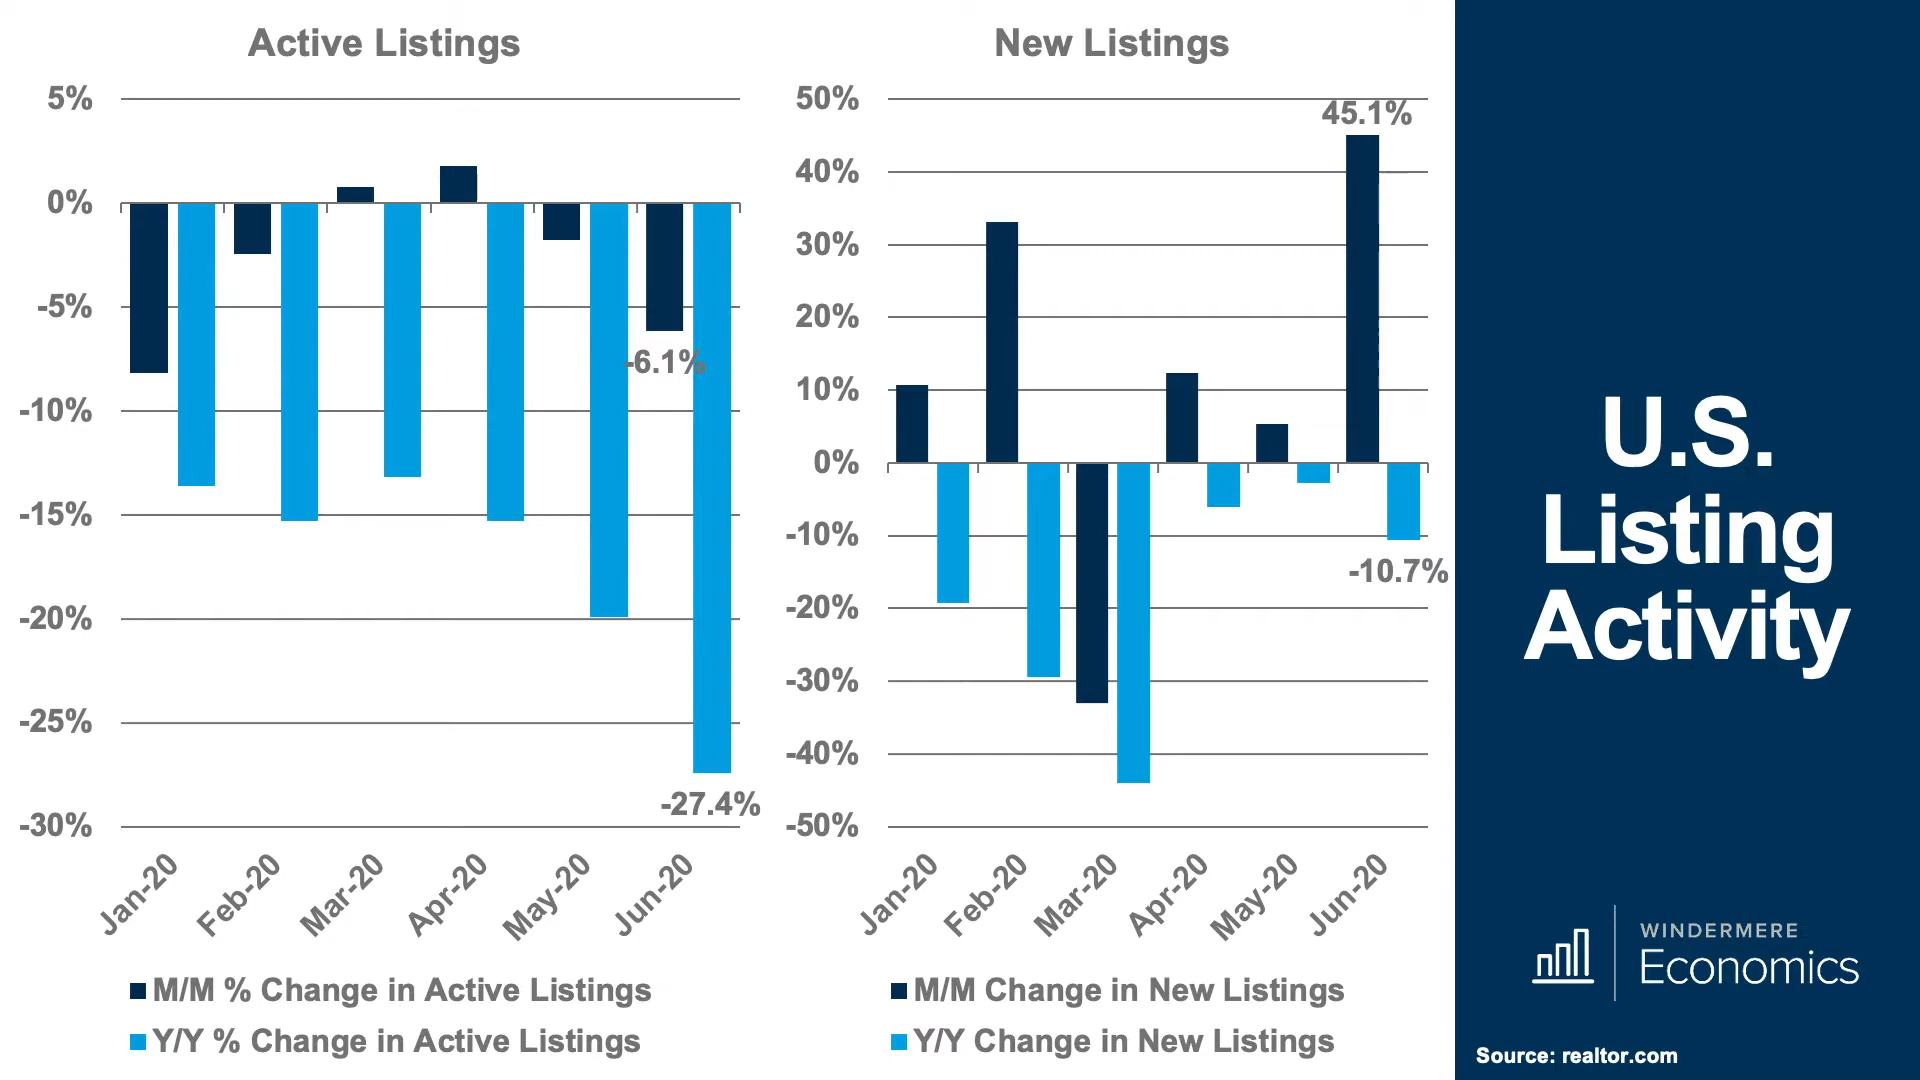 Active Listings
5%
0%
-5%
-10%
-15%
-20%
-25%
-30%
-6.1%
-27.4%
Jan-20
Feb-20
Mar-20
Apr-20
May-20
Jun-20
M/M % Change in Active Listings
Y/Y % Change in Active Listings
New Listings
50%
40%
30%
20%
10%
0%
-10%
-20%
-30%
-40%
-50%
45.1%
-10.7%
Jan-20
Feb-20
Mar-20
Apr-20
May-20
Jun-20
M/M Change in New Listings
Y/Y Change in New Listings
U.S.
Listing
Activity
WINDERMERE
Economics
Source: realtor.com